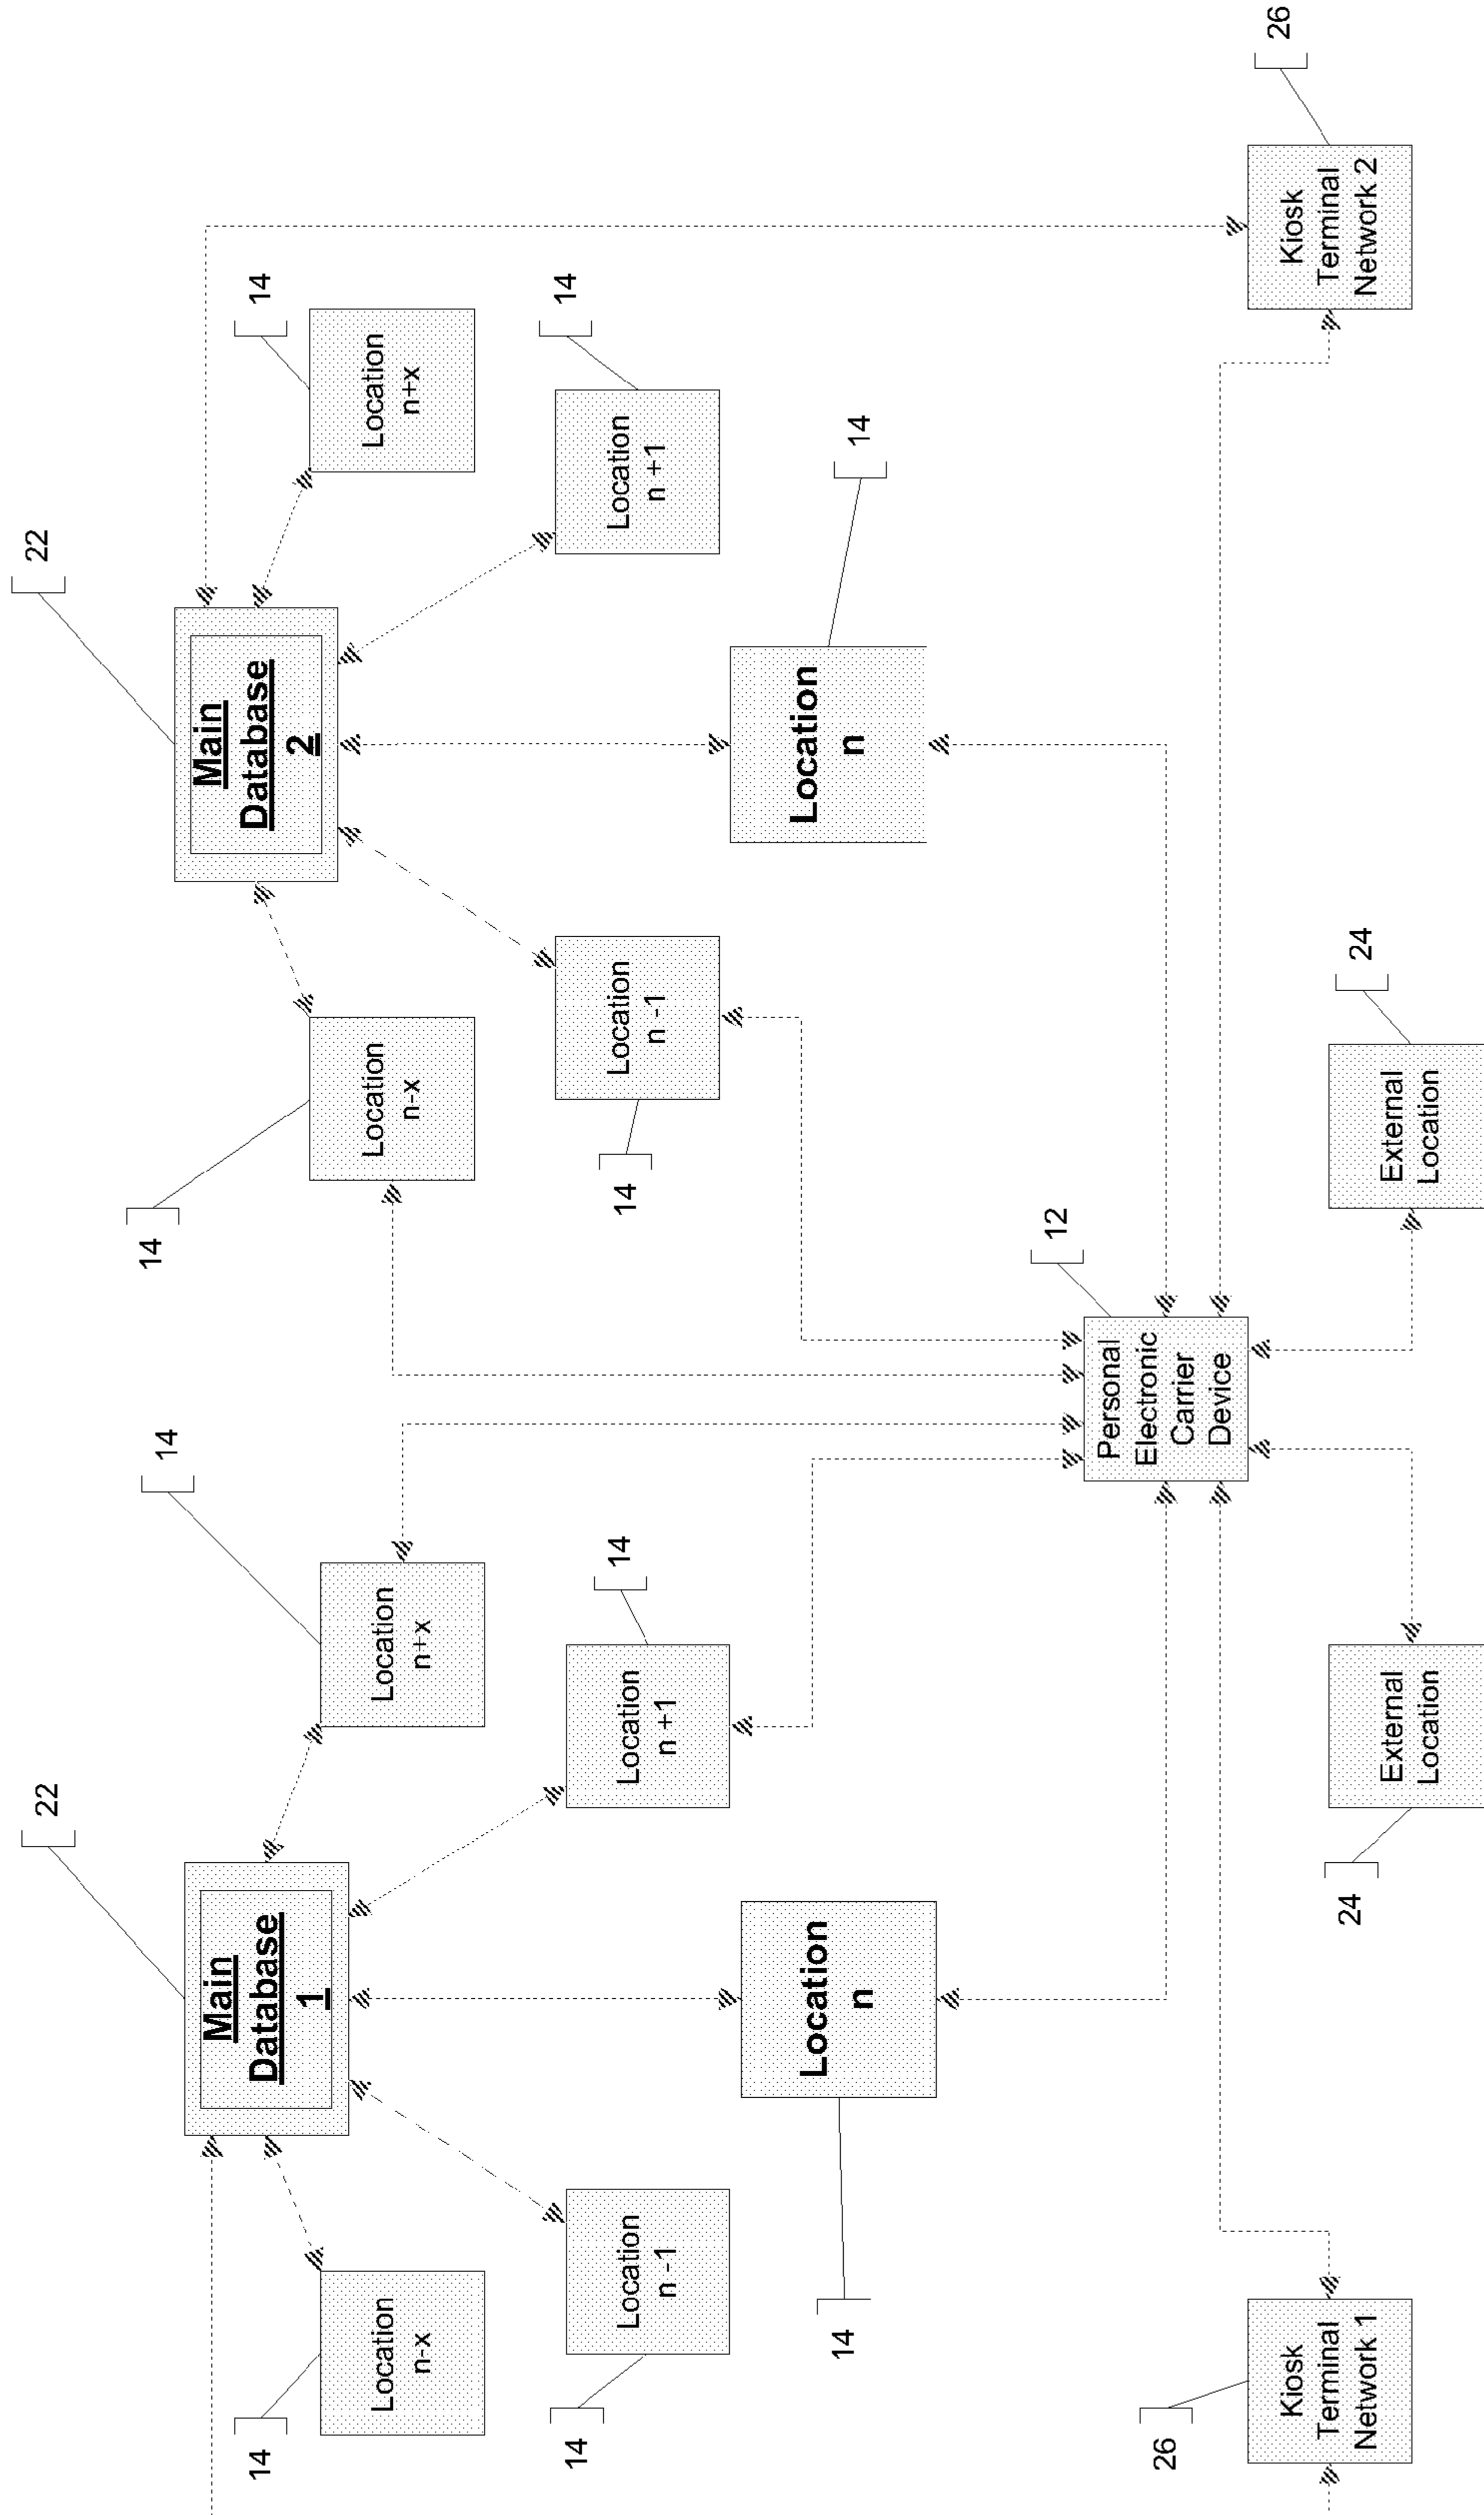 22
22
Main
Database
1
Main
Database
2
14
Location
n-x
Location
n+x
14
14
Location
n-x
Location
n+x
14
14
Location
n -1
Location
n +1
14
14
Location
n -1
Location
n +1
14
Location
n
14
Location
n
14
12
Personal
Electronic
Carrier
Device
26
Kiosk
Terminal
Network 1
Kiosk
Terminal
Network 2
26
24
External
Location
External
Location
24